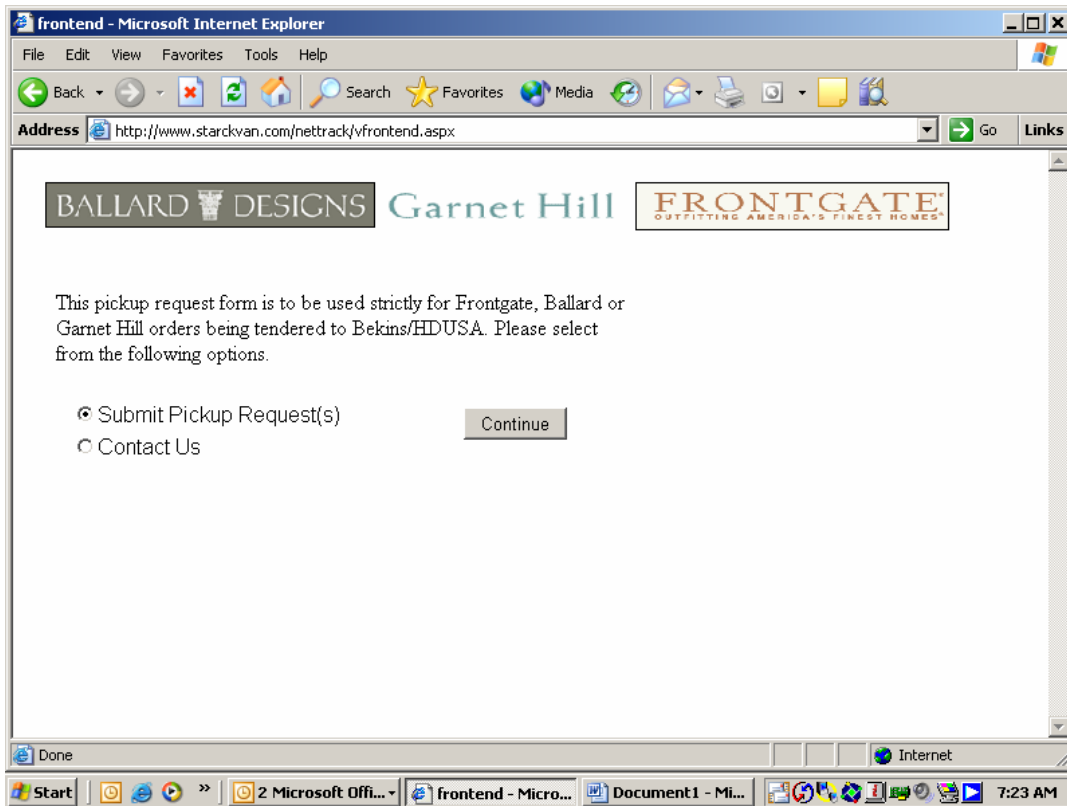 frontend - Microsoft Internet Explorer
File Edit View Favorites Tools Help
Back Search Favorites Media
Address http://www.starckvan.com/nettrack/vfrontend.aspx Go Links
BALLARD DESIGNS Garnet Hill FRONTGATE
OUTFITTING AMERICA'S FINEST HOMES
This pickup request form is to be used strictly for Frontgate, Ballard or
Garnet Hill orders being tendered to Bekins/HDUSA. Please select
from the following options.
Submit Pickup Request(s)
Continue
Contact Us
Done Internet
Start » 2 Microsoft Offi... frontend - Micro... Document1 - Mi... 7:23 AM